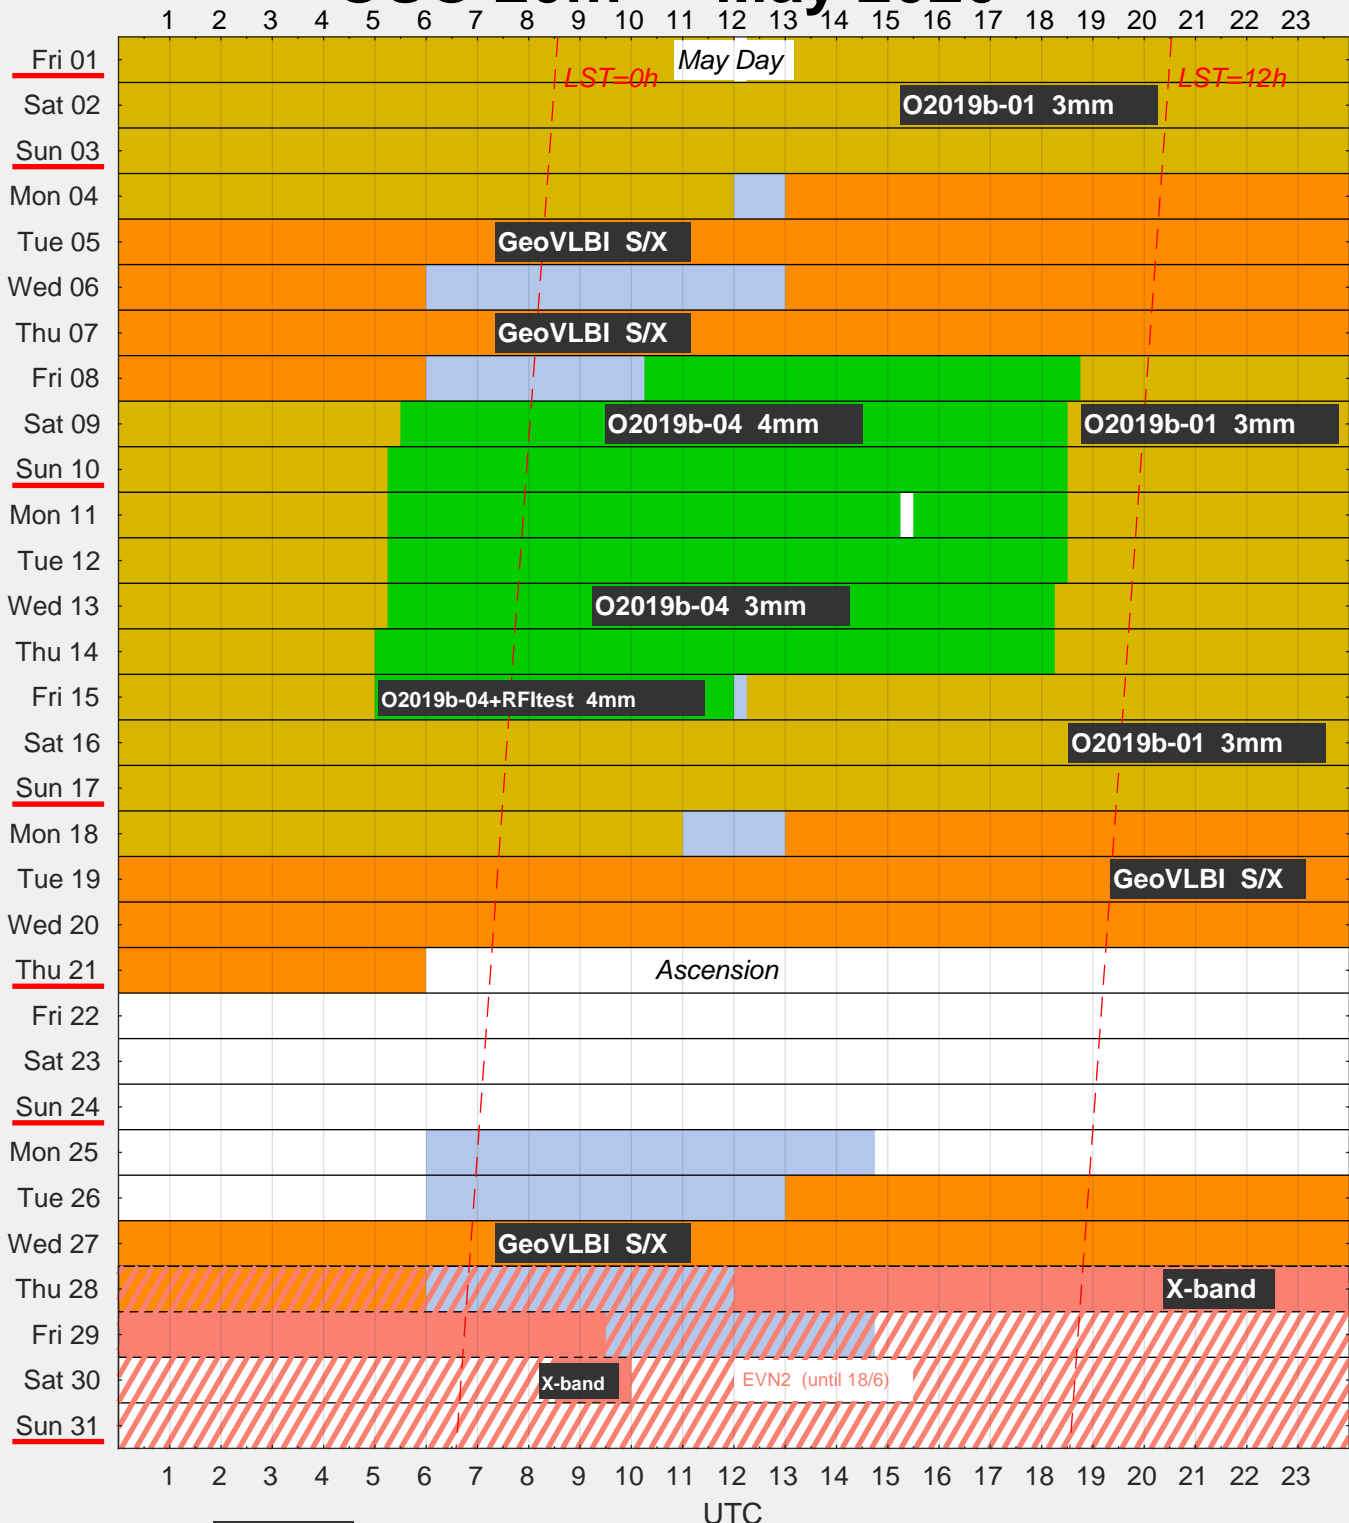 1 2 3 4 5 6 7 8 9 10 11 12 13 14 15 16 17 18 19 20 21 22 23
Fri 01 May Day
LST=0h LST=12h
Sat 02 O2019b-01 3mm
Sun 03
Mon 04
Tue 05 GeoVLBI S/X
Wed 06
Thu 07 GeoVLBI S/X
Fri 08
Sat 09 O2019b-04 4mm O2019b-01 3mm
Sun 10
Mon 11
Tue 12
Wed 13 O2019b-04 3mm
Thu 14
Fri 15 O2019b-04+RFItest 4mm
Sat 16 O2019b-01 3mm
Sun 17
Mon 18
Tue 19 GeoVLBI S/X
Wed 20
Thu 21 Ascension
Fri 22
Sat 23
Sun 24
Mon 25
Tue 26
Wed 27 GeoVLBI S/X
Thu 28 X-band
Fri 29
Sat 30 X-band EVN2 (until 18/6)
Sun 31
1 2 3 4 5 6 7 8 9 10 11 12 13 14 15 16 17 18 19 20 21 22 23
UTC